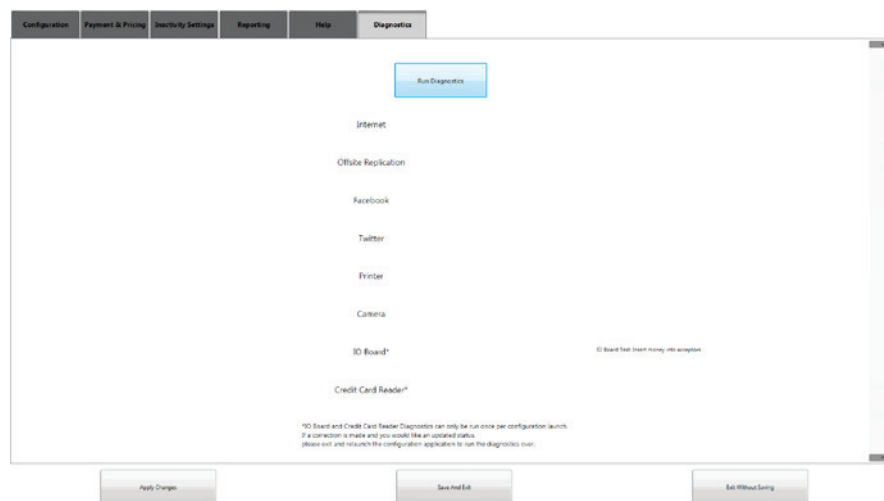 Configuration
Payment & Pricing
Inactivity Settings
Reporting
Help
Diagnostics
Run Diagnostics
Internet
Offsite Replication
Facebook
Twitter
Printer
Camera
IO Board*
IO Board Test: Insert money into acceptors
Credit Card Reader*
*IO Board and Credit Card Reader Diagnostics can only be run once per configuration launch.
If a correction is made and you would like an updated status,
please exit and relaunch the configuration application to run the diagnostics over.
Apply Changes
Save And Exit
Exit Without Saving